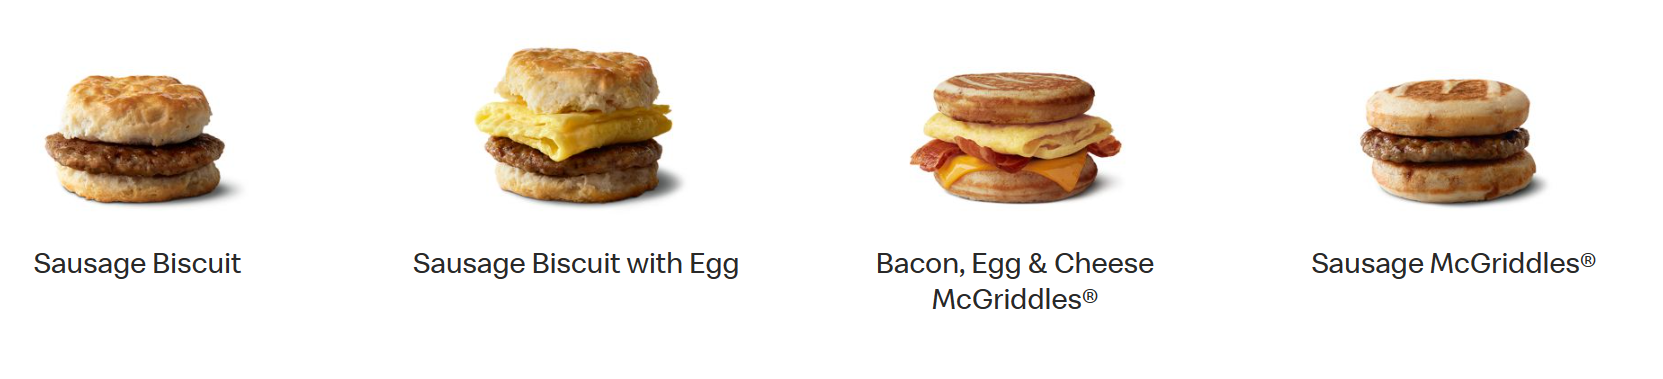 Sausage Biscuit
Sausage Biscuit with Egg
Bacon, Egg & Cheese
McGriddles®
Sausage McGriddles®